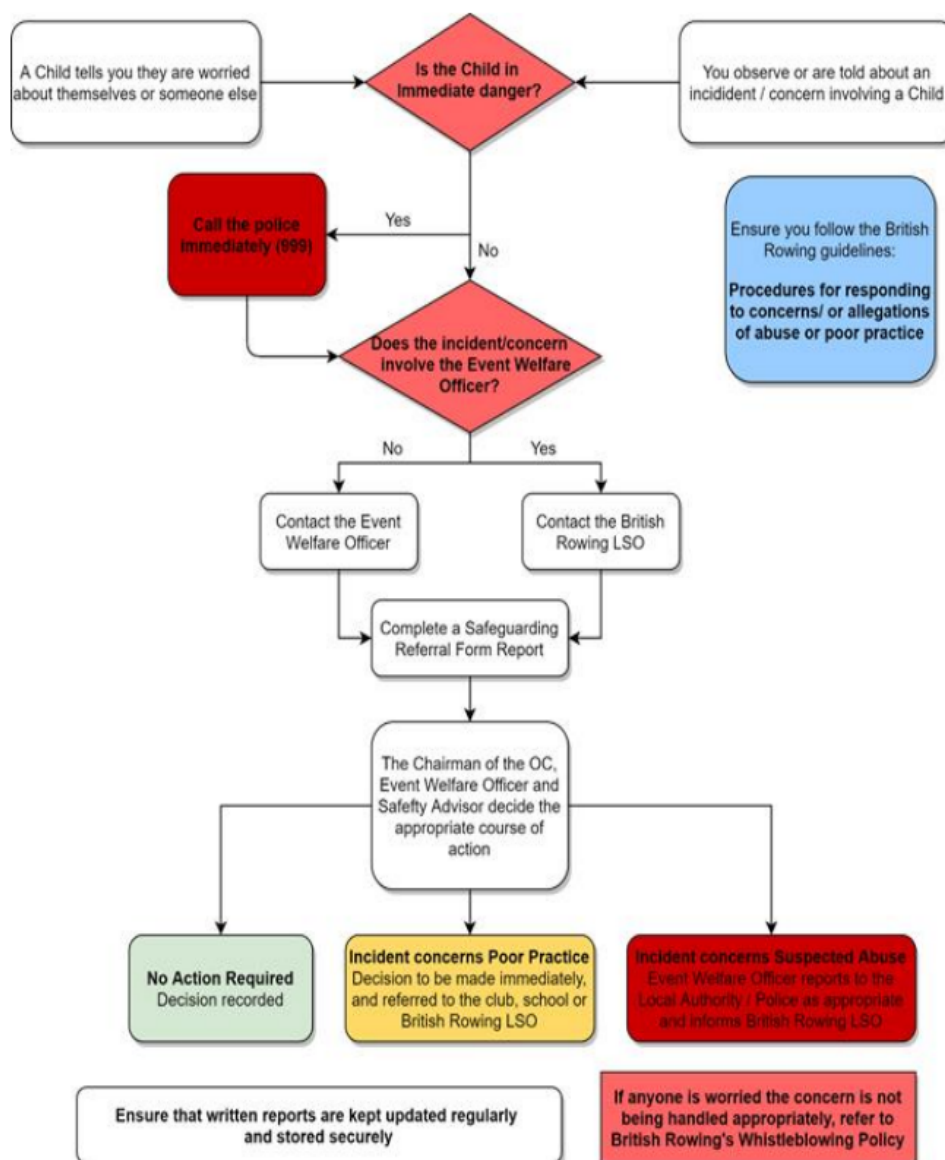 A Child tells you they are worried
about themselves or someone else
Is the Child in
Immediate danger?
You observe or are told about an
incidident / concern involving a Child
Call the police
immediately (999)
Yes
No
Ensure you follow the British
Rowing guidelines:
Procedures for responding
to concerns/ or allegations
of abuse or poor practice
Does the incident/concern
involve the Event Welfare
Officer?
No
Yes
Contact the Event
Welfare Officer
Contact the British
Rowing LSO
Complete a Safeguarding
Referral Form Report
The Chairman of the OC,
Event Welfare Officer and
Safefty Advisor decide the
appropriate course of
action
No Action Required
Decision recorded
Incident concerns Poor Practice
Decision to be made immediately,
and referred to the club, school or
British Rowing LSO
Incident concerns Suspected Abuse
Event Welfare Officer reports to the
Local Authority / Police as appropriate
and informs British Rowing LSO
Ensure that written reports are kept updated regularly
and stored securely
If anyone is worried the concern is not
being handled appropriately, refer to
British Rowing's Whistleblowing Policy